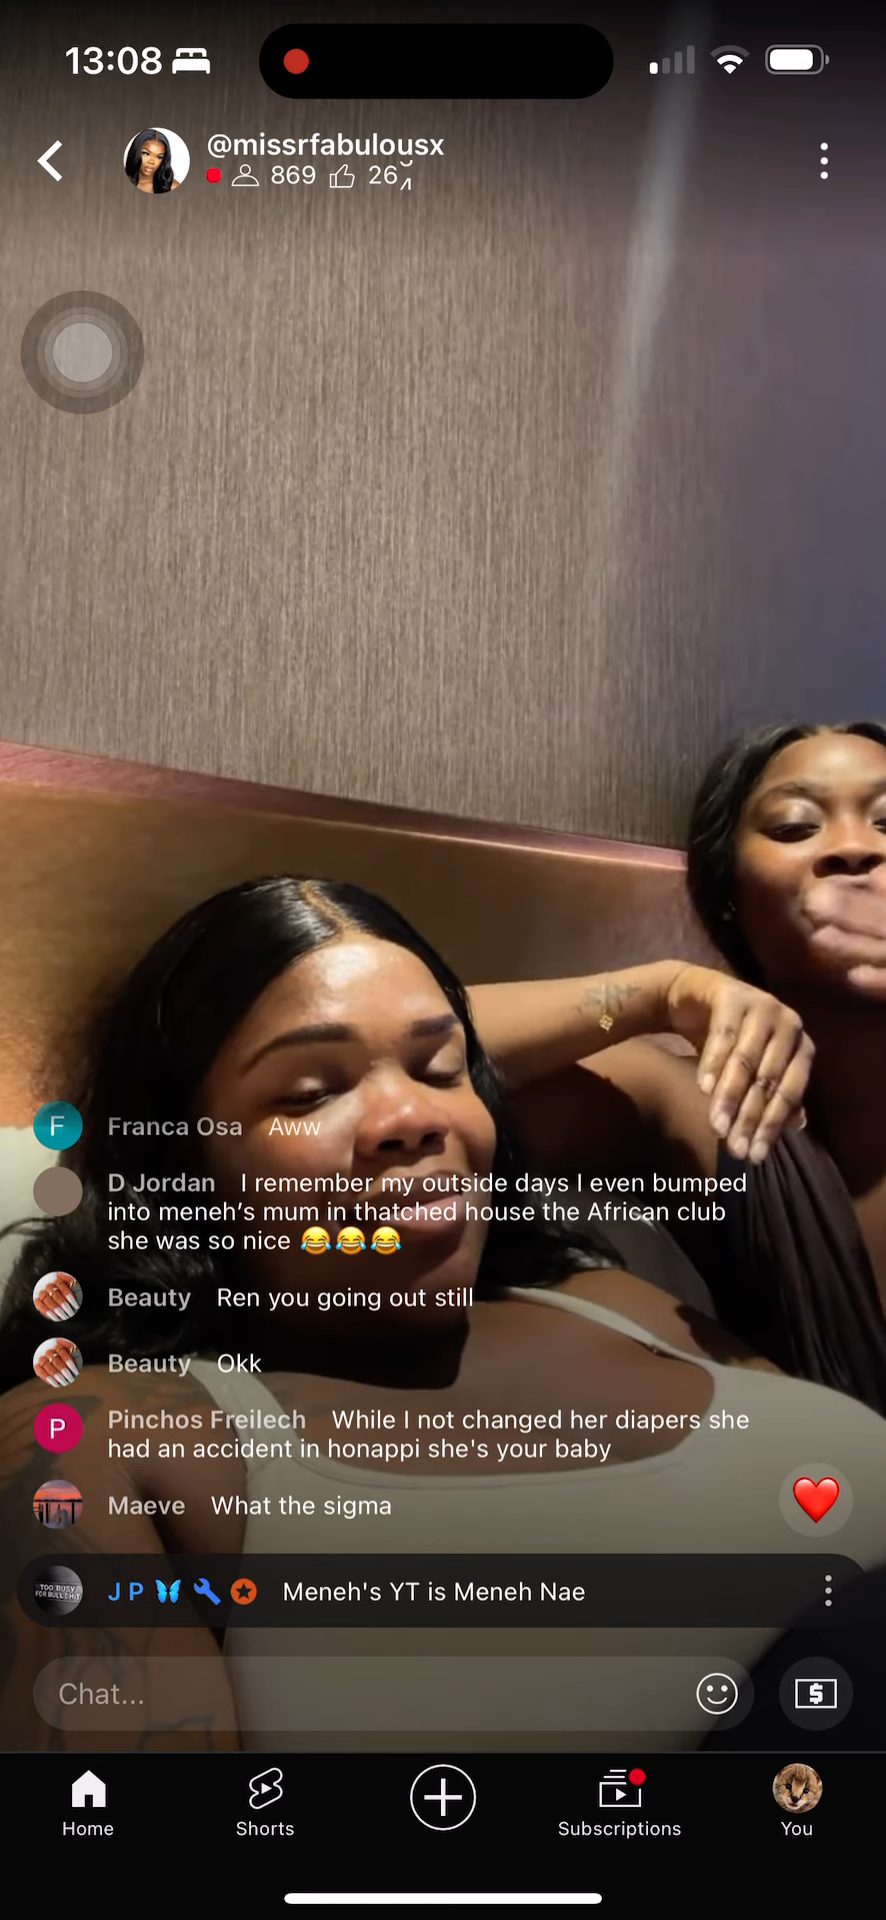 13:08
@missrfabulousx
869 26
F Franca Osa Aww
D Jordan I remember my outside days I even bumped
into meneh’s mum in thatched house the African club
she was so nice 😂😂😂
Beauty Ren you going out still
Beauty Okk
P Pinchos Freilech While I not changed her diapers she
had an accident in honappi she's your baby
Maeve What the sigma
TOO BUSY
J P 🦋 Meneh's YT is Meneh Nae
Chat...
$
Home Shorts Subscriptions You